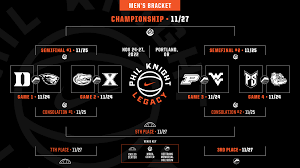 MEN'S BRACKET
CHAMPIONSHIP - 11/27
SEMIFINAL #1 - 11/25
NOV 24-27, 2022
PORTLAND, OR
SEMIFINAL #2 - 11/25
PHIL KNIGHT
LEGACY
GAME 1 - 11/24
GAME 2 - 11/24
GAME 3 - 11/24
GAME 4 - 11/24
CONSOLATION #1 - 11/25
CONSOLATION #2 - 11/25
5TH PLACE - 11/27
7TH PLACE - 11/27
3RD PLACE - 11/27